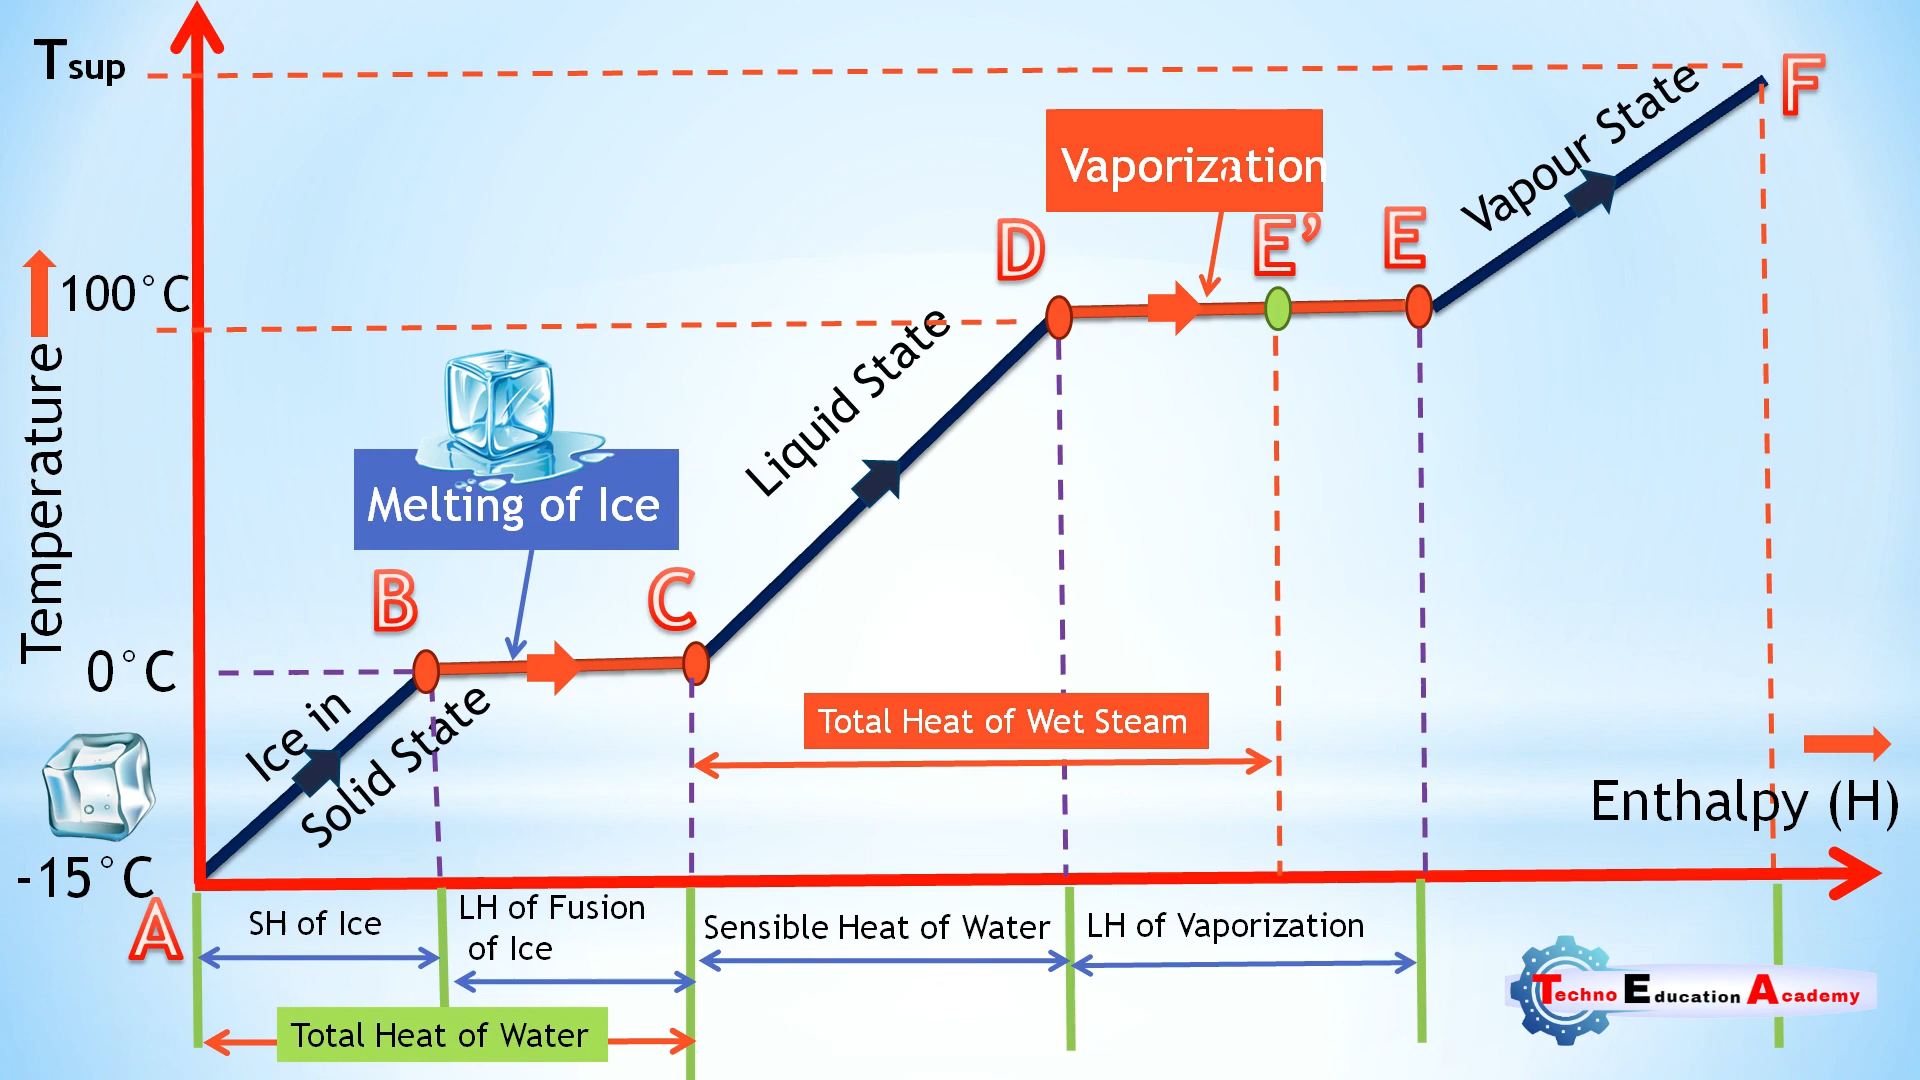 Tsup
F
Vapour State
Vaporization
D
E’
E
100°C
Temperature
Liquid State
Melting of Ice
B
C
0°C
Ice in
Solid State
Total Heat of Wet Steam
Enthalpy (H)
-15°C
A
SH of Ice
LH of Fusion
of Ice
Sensible Heat of Water
LH of Vaporization
Techno Education Academy
Total Heat of Water